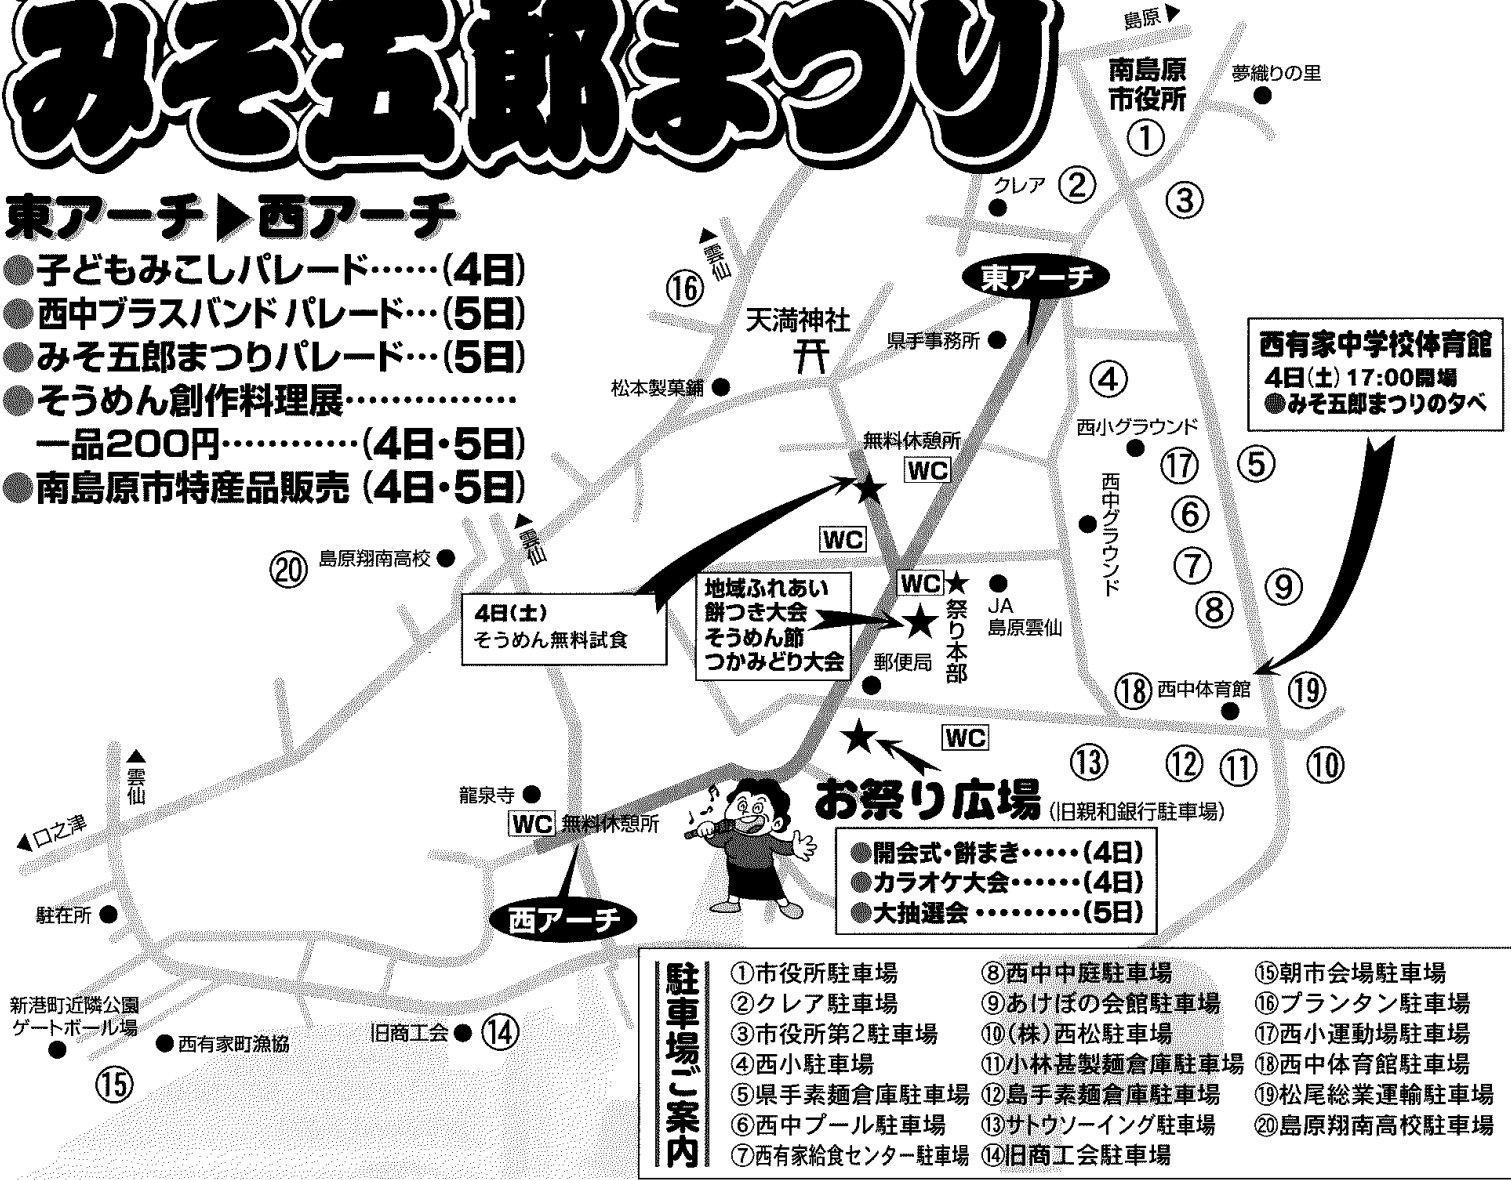 みそ五郎まつり
東アーチ▶西アーチ
●子どもみこしパレード……(4日)
●西中ブラスバンドパレード…(5日)
●みそ五郎まつりパレード…(5日)
●そうめん創作料理展……………
一品200円…………(4日・5日)
●南島原市特産品販売(4日・5日)
島原▶
南島原
市役所
①
夢織りの里
クレア
②
③
▲雲仙
⑯
東アーチ
天満神社
県手事務所
松本製菓鋪
④
西有家中学校体育館
4日(土)17:00開場
●みそ五郎まつりの夕べ
西小グラウンド
⑰
⑤
無料休憩所
WC
西中グラウンド
⑥
▲雲仙
WC
⑳
島原翔南高校
⑦
⑨
⑧
4日(土)
そうめん無料試食
地域ふれあい
餅つき大会
そうめん節
つかみどり大会
WC
祭り本部
JA
島原雲仙
郵便局
⑱
西中体育館
⑲
WC
⑬
⑫
⑪
⑩
▲雲仙
◀口之津
龍泉寺
WC
無料休憩所
お祭り広場(旧親和銀行駐車場)
●開会式・餅まき……(4日)
●カラオケ大会……(4日)
●大抽選会………(5日)
駐在所
西アーチ
新港町近隣公園
ゲートボール場
西有家町漁協
旧商工会
⑭
⑮
駐車場ご案内
①市役所駐車場
②クレア駐車場
③市役所第2駐車場
④西小駐車場
⑤県手素麺倉庫駐車場
⑥西中プール駐車場
⑦西有家給食センター駐車場
⑧西中中庭駐車場
⑨あけぼの会館駐車場
⑩(株)西松駐車場
⑪小林甚製麺倉庫駐車場
⑫島手素麺倉庫駐車場
⑬サトウソーイング駐車場
⑭旧商工会駐車場
⑮朝市会場駐車場
⑯プランタン駐車場
⑰西小運動場駐車場
⑱西中体育館駐車場
⑲松尾総業運輸駐車場
⑳島原翔南高校駐車場